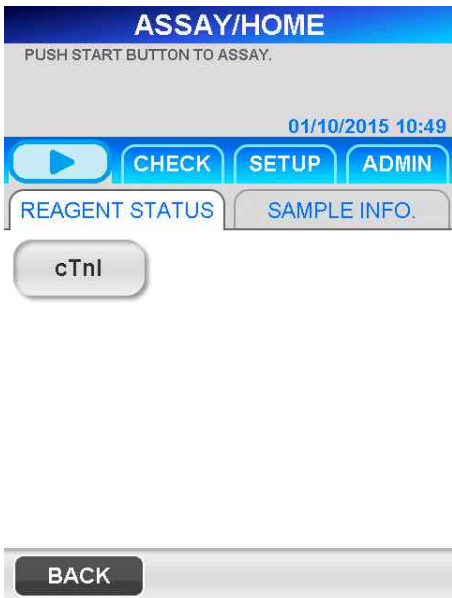 ASSAY/HOME
PUSH START BUTTON TO ASSAY.
01/10/2015 10:49
CHECK SETUP ADMIN
REAGENT STATUS SAMPLE INFO.
cTnI
BACK